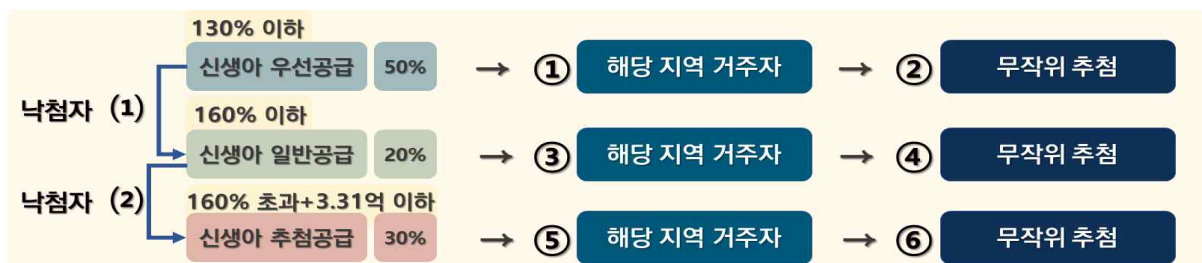 130% 이하
신생아 우선공급 50% → ① 해당 지역 거주자 → ② 무작위 추첨
낙첨자 (1)
160% 이하
신생아 일반공급 20% → ③ 해당 지역 거주자 → ④ 무작위 추첨
낙첨자 (2)
160% 초과+3.31억 이하
신생아 추첨공급 30% → ⑤ 해당 지역 거주자 → ⑥ 무작위 추첨